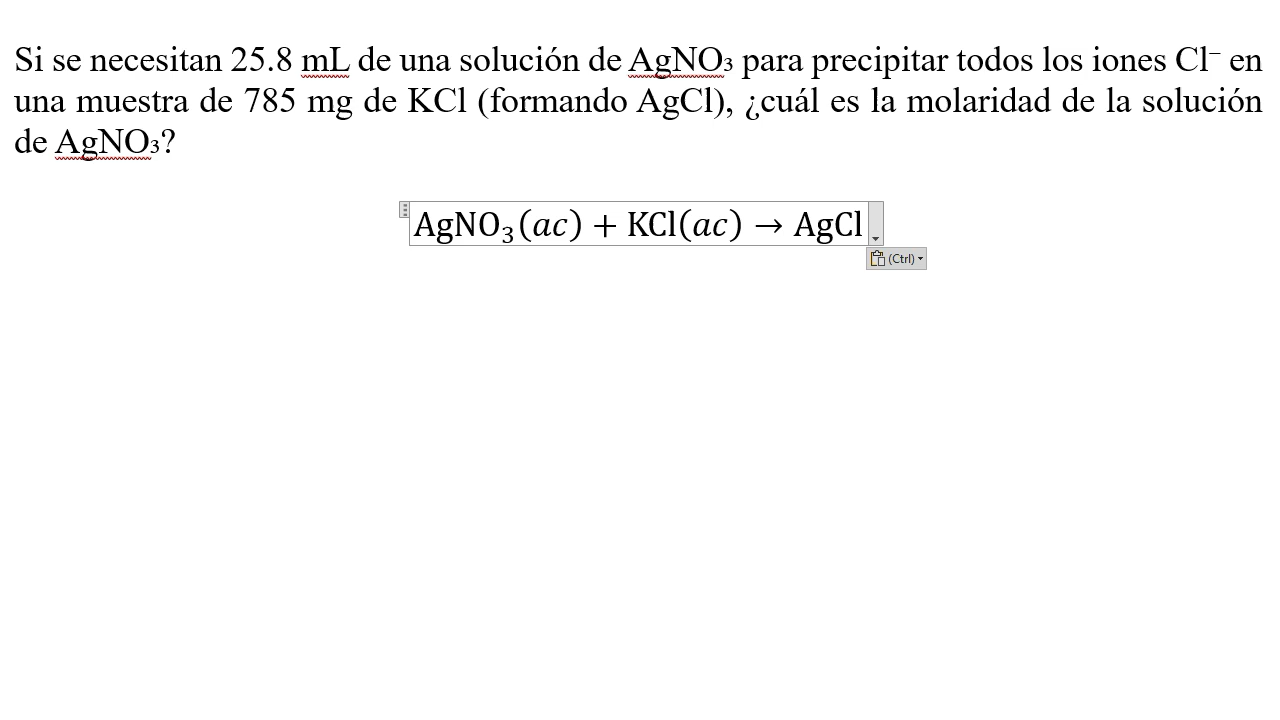 Si se necesitan 25.8 mL de una solución de AgNO₃ para precipitar todos los iones Cl⁻ en
una muestra de 785 mg de KCl (formando AgCl), ¿cuál es la molaridad de la solución
de AgNO₃?
AgNO₃(ac) + KCl(ac) → AgCl
(Ctrl)